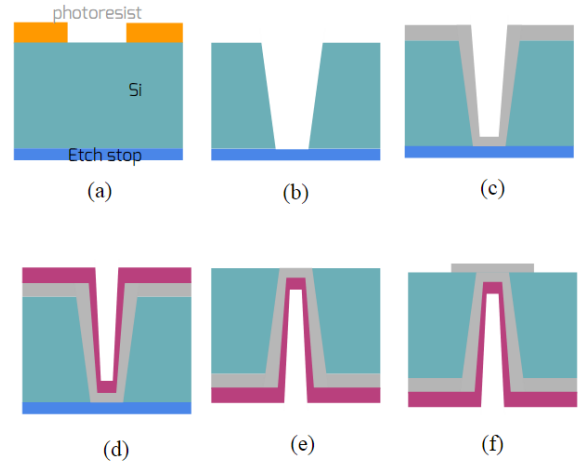 photoresist
Si
Etch stop
(a)
(b)
(c)
(d)
(e)
(f)